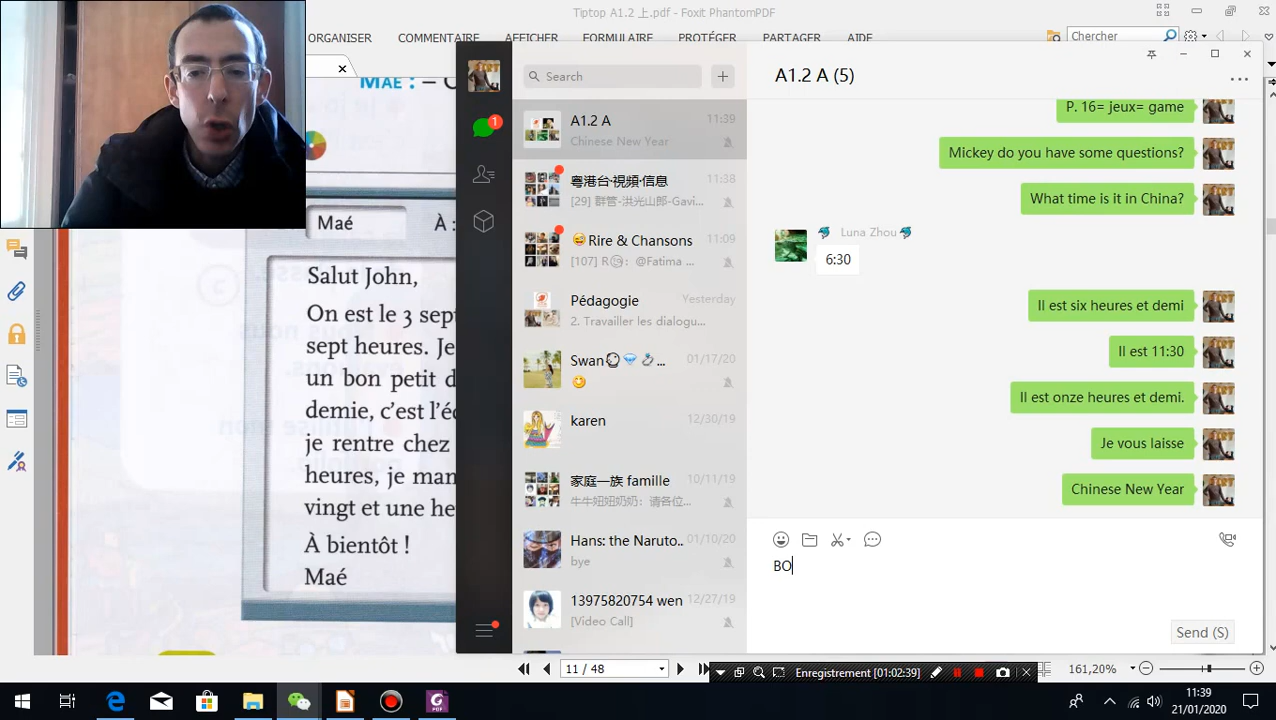 Tiptop A1.2 上.pdf - Foxit PhantomPDF
ORGANISER COMMENTAIRE AFFICHER FORMULAIRE PROTÉGER PARTAGER AIDE
Chercher
MAÉ : – C
Maé À :
Salut John,
On est le 3 sept
sept heures. Je
un bon petit d
demie, c'est l'éc
je rentre chez
heures, je man
vingt et une he
À bientôt !
Maé
1
Search
A1.2 A 11:39
Chinese New Year
粤港台·視頻·信息 11:38
[29] 群管-洪光山郎-Gavi...
Rire & Chansons 11:09
[107] R😘: @Fatima ...
Pédagogie Yesterday
2. Travailler les dialogu...
Swan 01/17/20
karen 12/30/19
家庭一族 famille 10/11/19
牛牛妞妞奶奶：请各位...
Hans: the Naruto.. 01/10/20
bye
13975820754 wen 12/27/19
[Video Call]
A1.2 A (5)
P. 16= jeux= game
Mickey do you have some questions?
What time is it in China?
Luna Zhou
6:30
Il est six heures et demi
Il est 11:30
Il est onze heures et demi.
Je vous laisse
Chinese New Year
BO
Send (S)
11 / 48
Enregistrement [01:02:39]
161,20%
11:39
21/01/2020